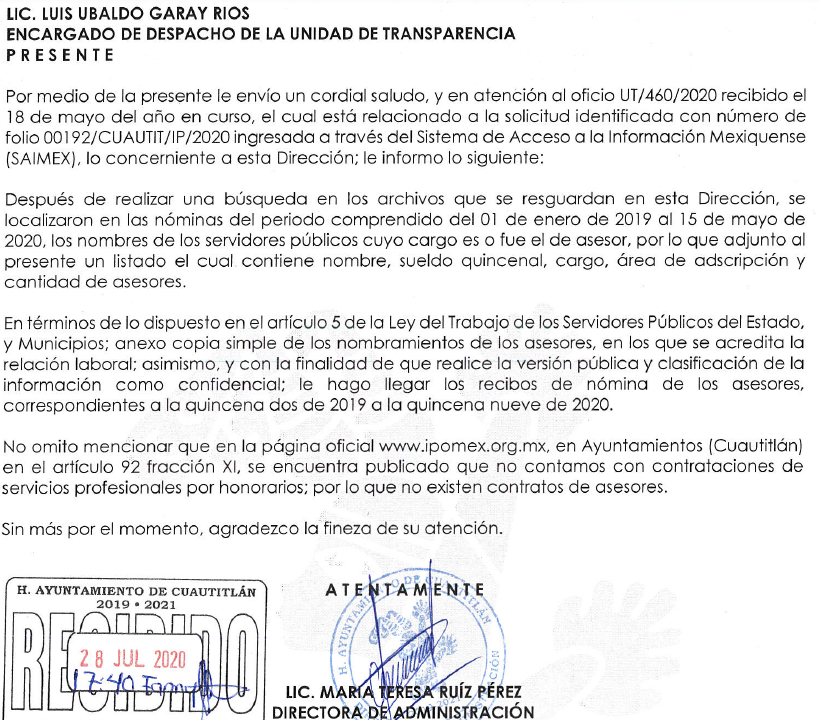 LIC. LUIS UBALDO GARAY RIOS
ENCARGADO DE DESPACHO DE LA UNIDAD DE TRANSPARENCIA
P R E S E N T E
Por medio de la presente le envío un cordial saludo, y en atención al oficio UT/460/2020 recibido el
18 de mayo del año en curso, el cual está relacionado a la solicitud identificada con número de
folio 00192/CUAUTIT/IP/2020 ingresada a través del Sistema de Acceso a la Información Mexiquense
(SAIMEX), lo concerniente a esta Dirección; le informo lo siguiente:
Después de realizar una búsqueda en los archivos que se resguardan en esta Dirección, se
localizaron en las nóminas del periodo comprendido del 01 de enero de 2019 al 15 de mayo de
2020, los nombres de los servidores públicos cuyo cargo es o fue el de asesor, por lo que adjunto al
presente un listado el cual contiene nombre, sueldo quincenal, cargo, área de adscripción y
cantidad de asesores.
En términos de lo dispuesto en el artículo 5 de la Ley del Trabajo de los Servidores Públicos del Estado,
y Municipios; anexo copia simple de los nombramientos de los asesores, en los que se acredita la
relación laboral; asimismo, y con la finalidad de que realice la versión pública y clasificación de la
información como confidencial; le hago llegar los recibos de nómina de los asesores,
correspondientes a la quincena dos de 2019 a la quincena nueve de 2020.
No omito mencionar que en la página oficial www.ipomex.org.mx, en Ayuntamientos (Cuautitlán)
en el artículo 92 fracción XI, se encuentra publicado que no contamos con contrataciones de
servicios profesionales por honorarios; por lo que no existen contratos de asesores.
Sin más por el momento, agradezco la fineza de su atención.
H. AYUNTAMIENTO DE CUAUTITLÁN
2019 • 2021
RECIBIDO
28 JUL 2020
17:40
A T E N T A M E N T E
H. AYUNTAMIENTO DE CUAUTITLÁN
LIC. MARIA TERESA RUÍZ PÉREZ
DIRECTORA DE ADMINISTRACIÓN